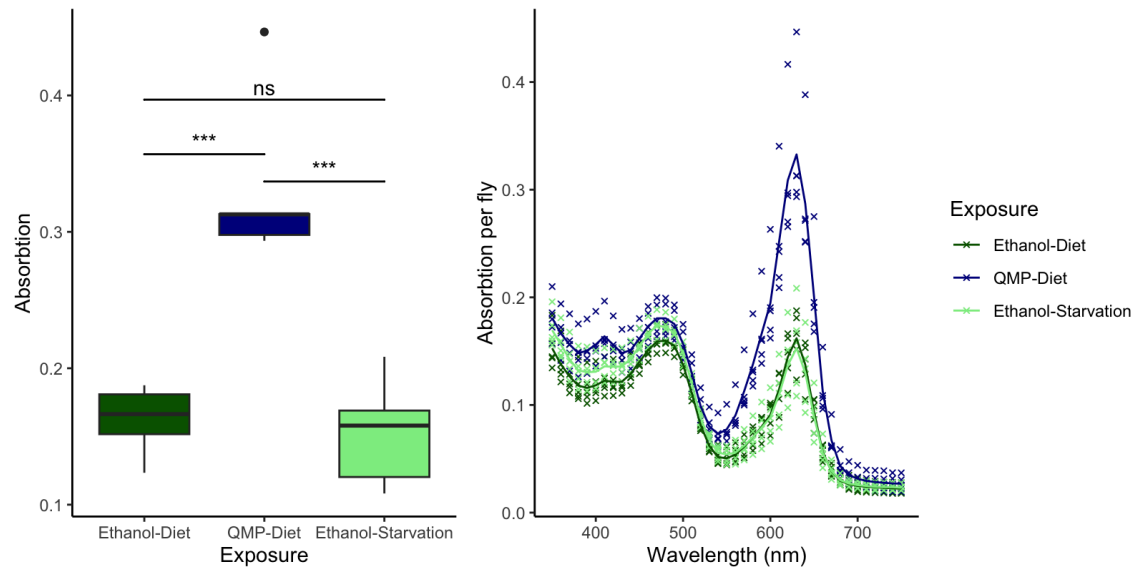 0.4
0.3
0.2
0.1
Absorbtion
ns
***
***
Ethanol-Diet
QMP-Diet
Ethanol-Starvation
Exposure
0.4
0.3
0.2
0.1
0.0
Absorbtion per fly
400
500
600
700
Wavelength (nm)
Exposure
Ethanol-Diet
QMP-Diet
Ethanol-Starvation